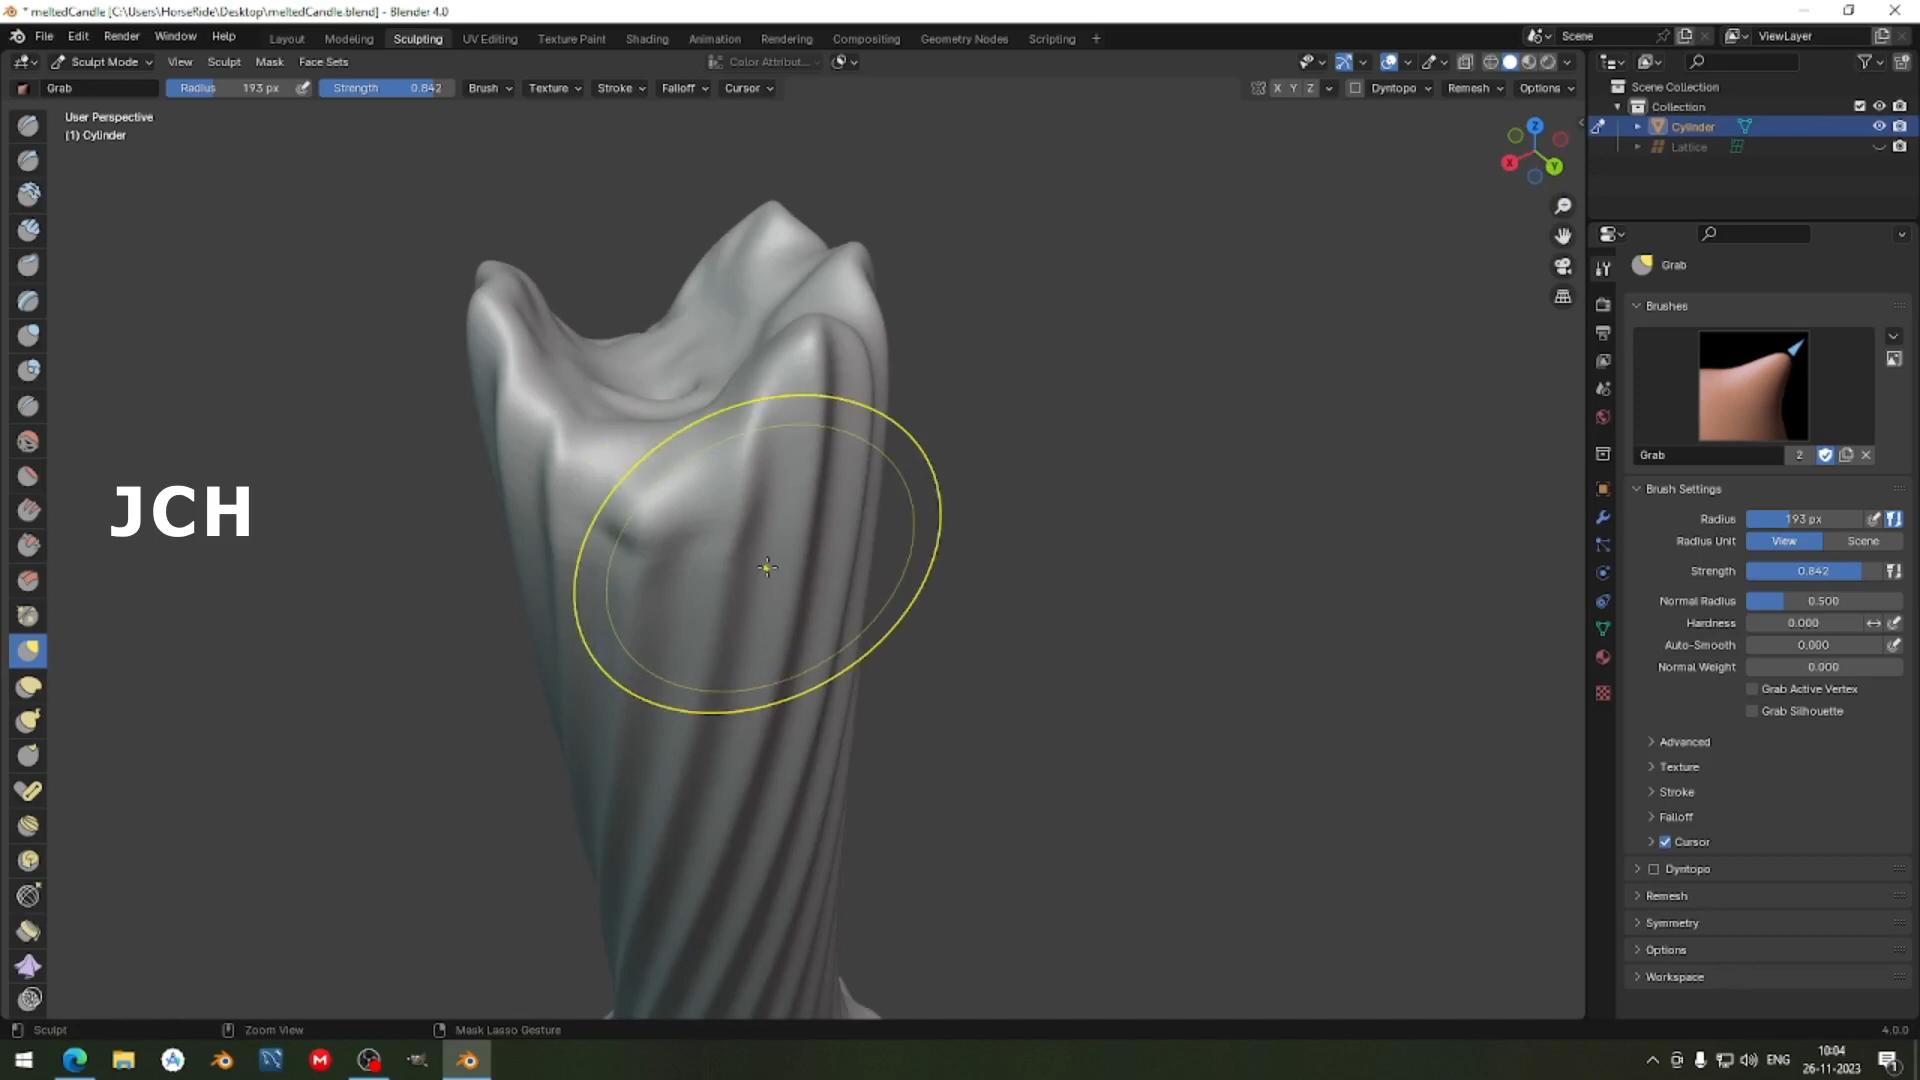 * meltedCandle [C:\Users\HorseRide\Desktop\meltedCandle.blend] - Blender 4.0
File Edit Render Window Help Layout Modeling Sculpting UV Editing Texture Paint Shading Animation Rendering Compositing Geometry Nodes Scripting + Scene ViewLayer
Sculpt Mode View Sculpt Mask Face Sets Color Attribut...
Grab Radius 193 px Strength 0.842 Brush Texture Stroke Falloff Cursor X Y Z Dyntopo Remesh Options
User Perspective
(1) Cylinder
Z
X
Y
JCH
Scene Collection
Collection
Cylinder
Lattice
Grab
Brushes
Grab 2
Brush Settings
Radius 193 px
Radius Unit View Scene
Strength 0.842
Normal Radius 0.500
Hardness 0.000
Auto-Smooth 0.000
Normal Weight 0.000
Grab Active Vertex
Grab Silhouette
Advanced
Texture
Stroke
Falloff
Cursor
Dyntopo
Remesh
Symmetry
Options
Workspace
Sculpt Zoom View Mask Lasso Gesture 4.0.0
M
ENG
10:04
26-11-2023
1